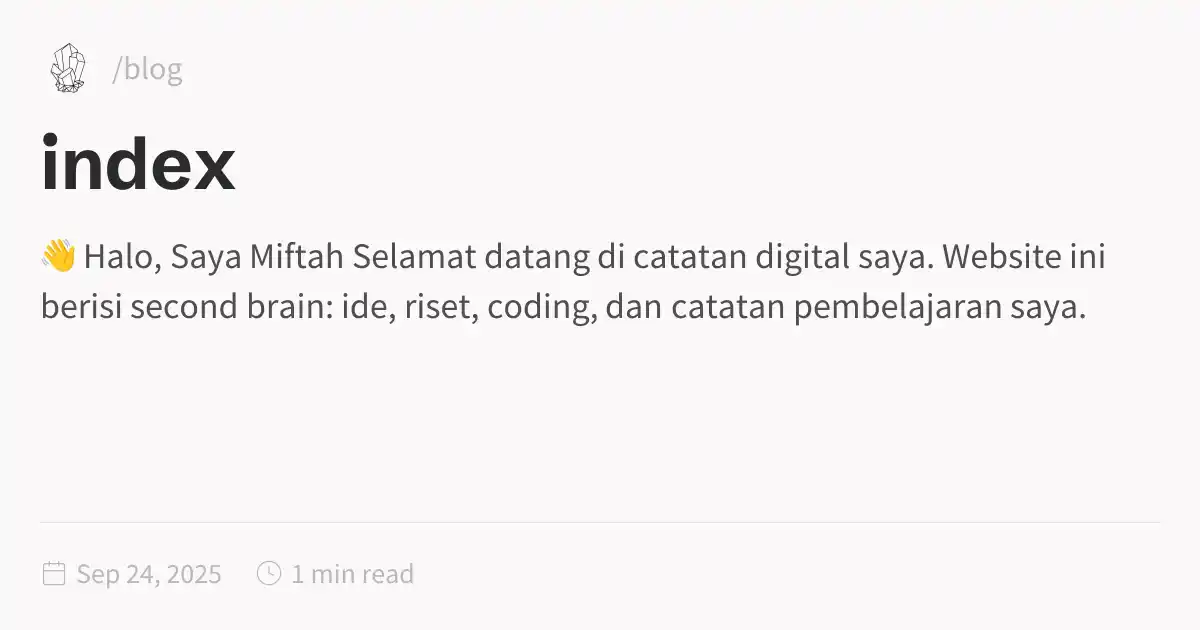 /blog
index
👋 Halo, Saya Miftah Selamat datang di catatan digital saya. Website ini
berisi second brain: ide, riset, coding, dan catatan pembelajaran saya.
Sep 24, 2025 1 min read